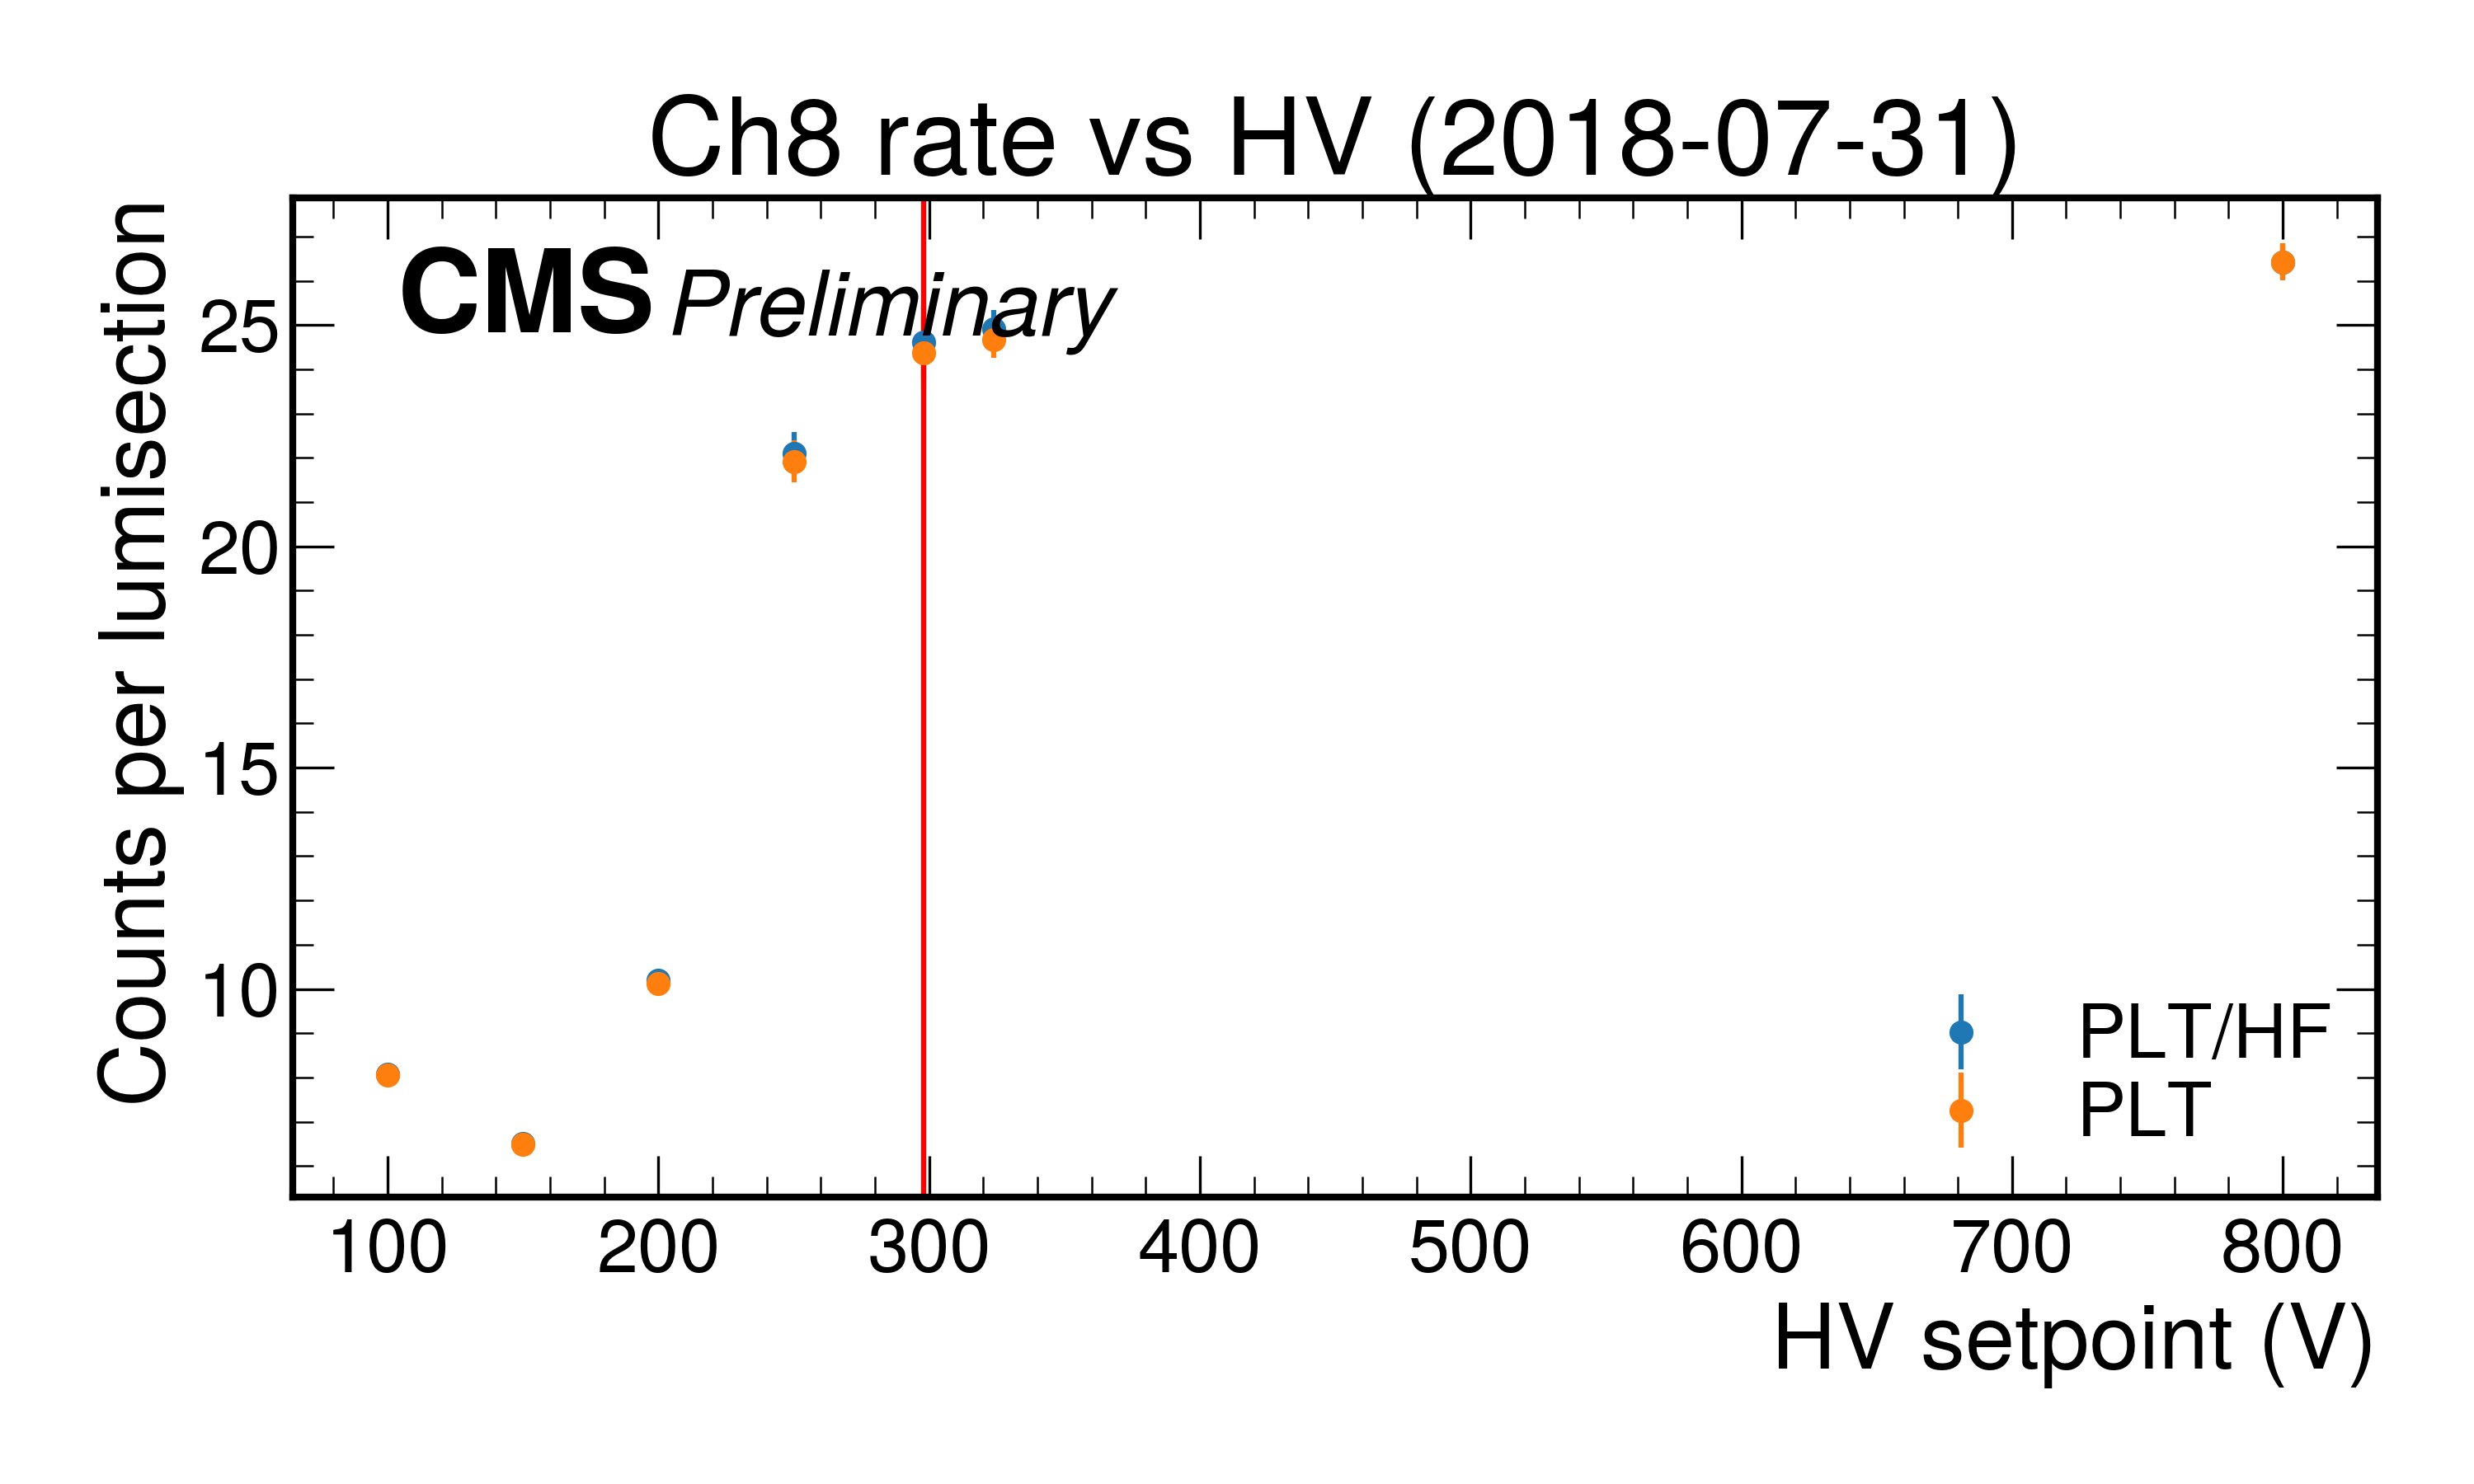 Ch8 rate vs HV (2018-07-31)
CMS Preliminary
Counts per lumisection
25
20
15
10
PLT/HF
PLT
100 200 300 400 500 600 700 800
HV setpoint (V)